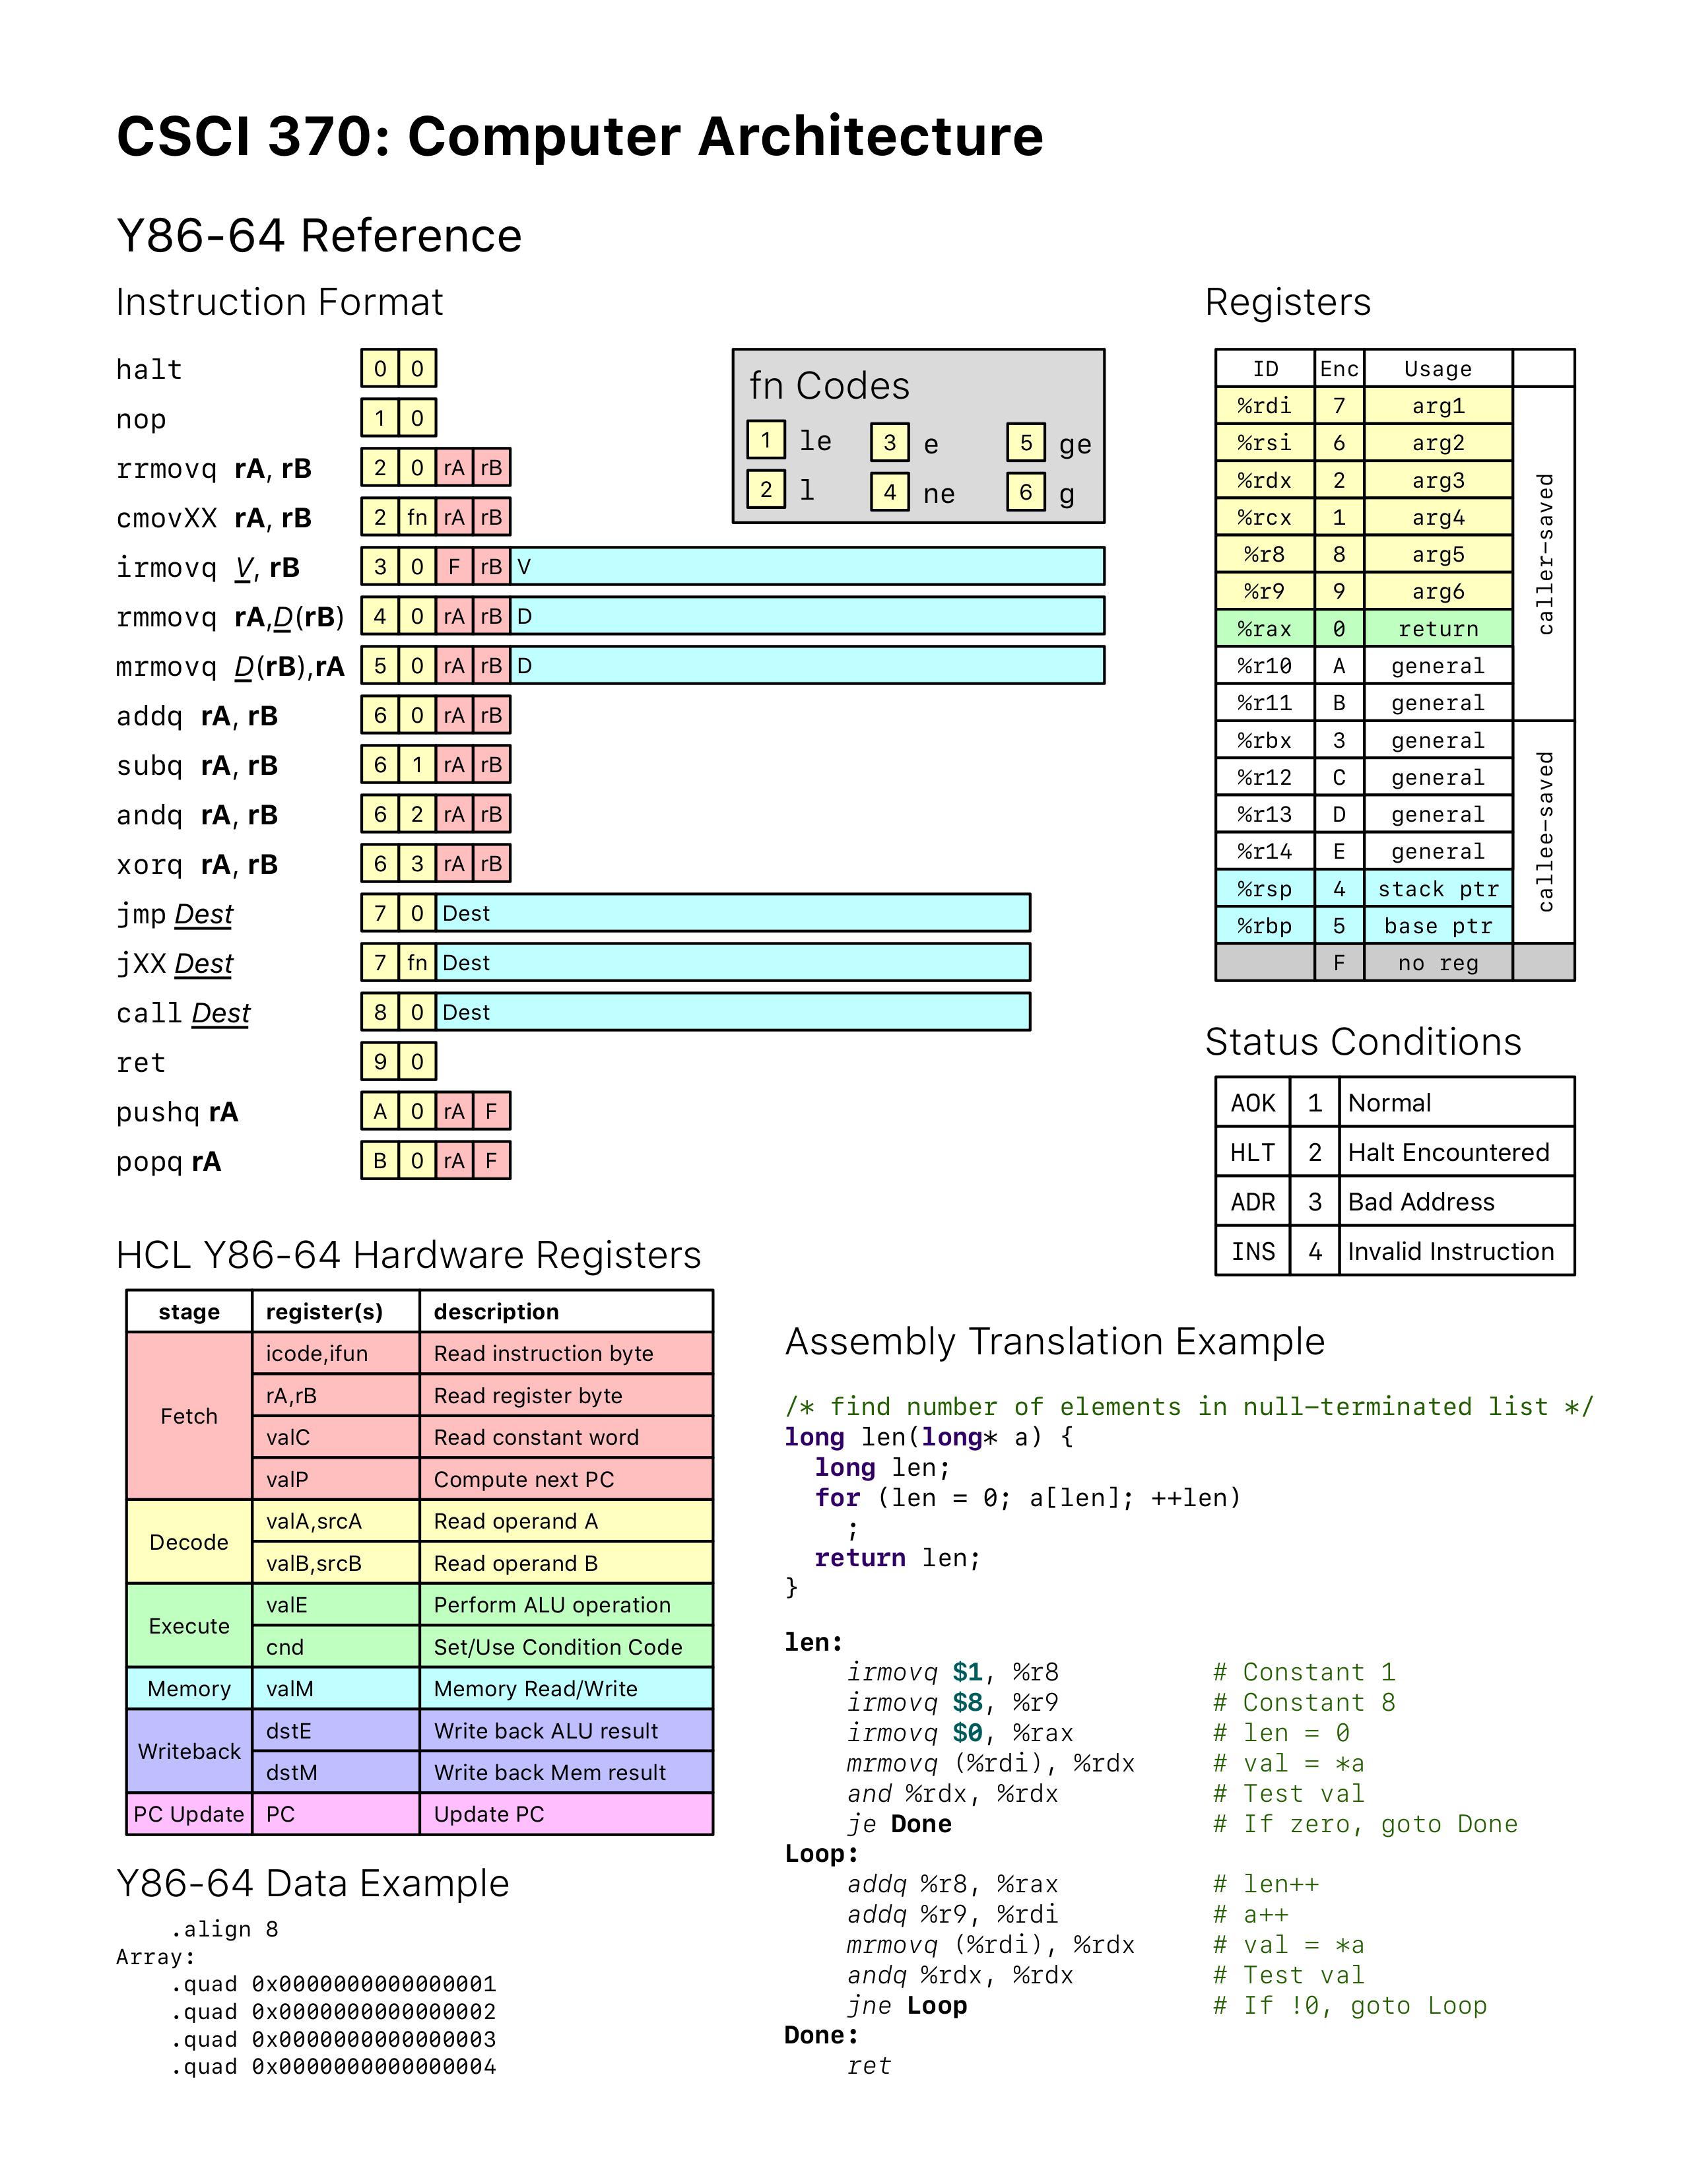 CSCI 370: Computer Architecture
Y86-64 Reference
Instruction Format
halt 0 0
nop 1 0
rrmovq rA, rB 2 0 rA rB
cmovXX rA, rB 2 fn rA rB
irmovq V, rB 3 0 F rB V
rmmovq rA,D(rB) 4 0 rA rB D
mrmovq D(rB),rA 5 0 rA rB D
addq rA, rB 6 0 rA rB
subq rA, rB 6 1 rA rB
andq rA, rB 6 2 rA rB
xorq rA, rB 6 3 rA rB
jmp Dest 7 0 Dest
jXX Dest 7 fn Dest
call Dest 8 0 Dest
ret 9 0
pushq rA A 0 rA F
popq rA B 0 rA F
fn Codes
1 le 3 e 5 ge
2 l 4 ne 6 g
Registers
ID Enc Usage
%rdi 7 arg1
%rsi 6 arg2
%rdx 2 arg3
%rcx 1 arg4
%r8 8 arg5
%r9 9 arg6
%rax 0 return
%r10 A general
%r11 B general
caller-saved
%rbx 3 general
%r12 C general
%r13 D general
%r14 E general
%rsp 4 stack ptr
%rbp 5 base ptr
callee-saved
F no reg
Status Conditions
AOK 1 Normal
HLT 2 Halt Encountered
ADR 3 Bad Address
INS 4 Invalid Instruction
HCL Y86-64 Hardware Registers
stage register(s) description
Fetch
icode,ifun Read instruction byte
rA,rB Read register byte
valC Read constant word
valP Compute next PC
Decode
valA,srcA Read operand A
valB,srcB Read operand B
Execute
valE Perform ALU operation
cnd Set/Use Condition Code
Memory valM Memory Read/Write
Writeback
dstE Write back ALU result
dstM Write back Mem result
PC Update PC Update PC
Y86-64 Data Example
.align 8
Array:
.quad 0x0000000000000001
.quad 0x0000000000000002
.quad 0x0000000000000003
.quad 0x0000000000000004
Assembly Translation Example
/* find number of elements in null-terminated list */
long len(long* a) {
long len;
for (len = 0; a[len]; ++len)
;
return len;
}
len:
irmovq $1, %r8 # Constant 1
irmovq $8, %r9 # Constant 8
irmovq $0, %rax # len = 0
mrmovq (%rdi), %rdx # val = *a
and %rdx, %rdx # Test val
je Done # If zero, goto Done
Loop:
addq %r8, %rax # len++
addq %r9, %rdi # a++
mrmovq (%rdi), %rdx # val = *a
andq %rdx, %rdx # Test val
jne Loop # If !0, goto Loop
Done:
ret